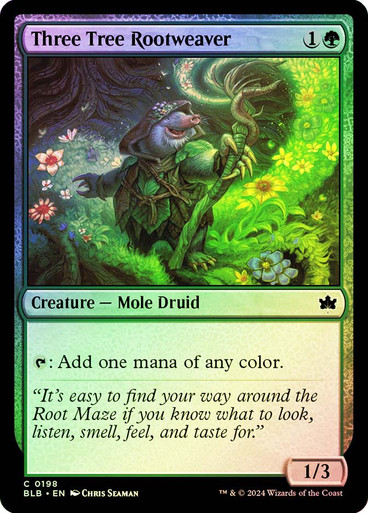 Three Tree Rootweaver 1
Creature — Mole Druid
: Add one mana of any color.
“It’s easy to find your way around the
Root Maze if you know what to look,
listen, smell, feel, and taste for.”
1/3
C 0198
BLB • EN Chris Seaman
™ & © 2024 Wizards of the Coast